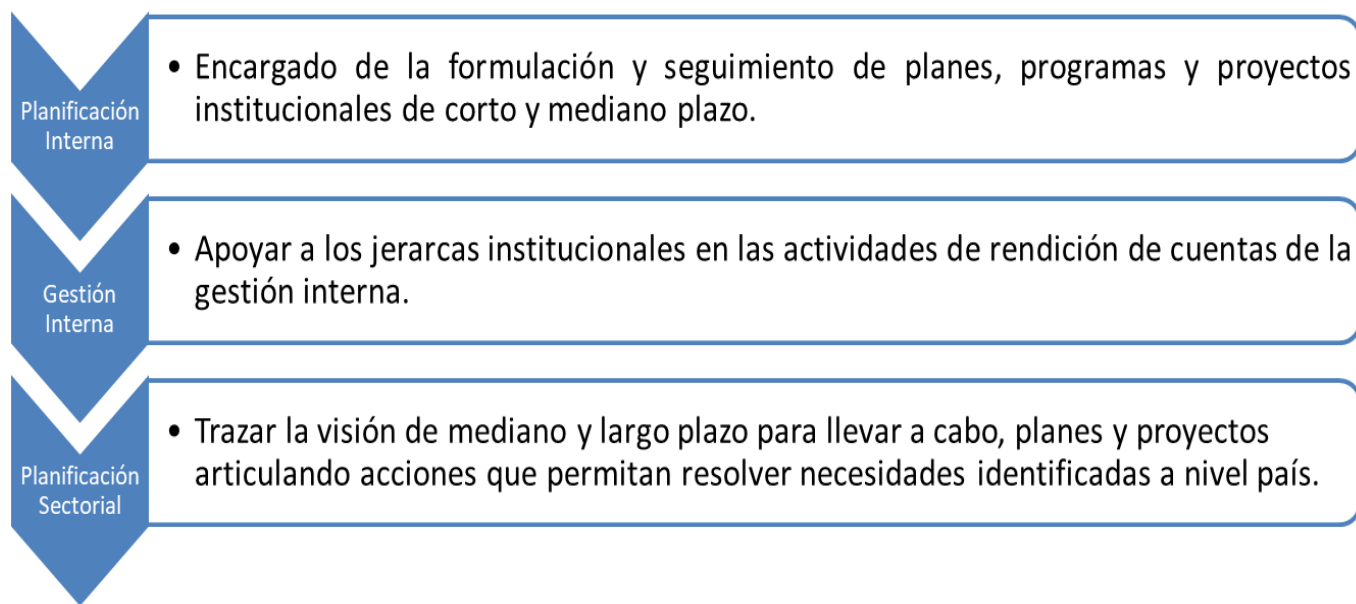 Planificación
Interna
• Encargado de la formulación y seguimiento de planes, programas y proyectos
institucionales de corto y mediano plazo.
Gestión
Interna
• Apoyar a los jerarcas institucionales en las actividades de rendición de cuentas de la
gestión interna.
Planificación
Sectorial
• Trazar la visión de mediano y largo plazo para llevar a cabo, planes y proyectos
articulando acciones que permitan resolver necesidades identificadas a nivel país.